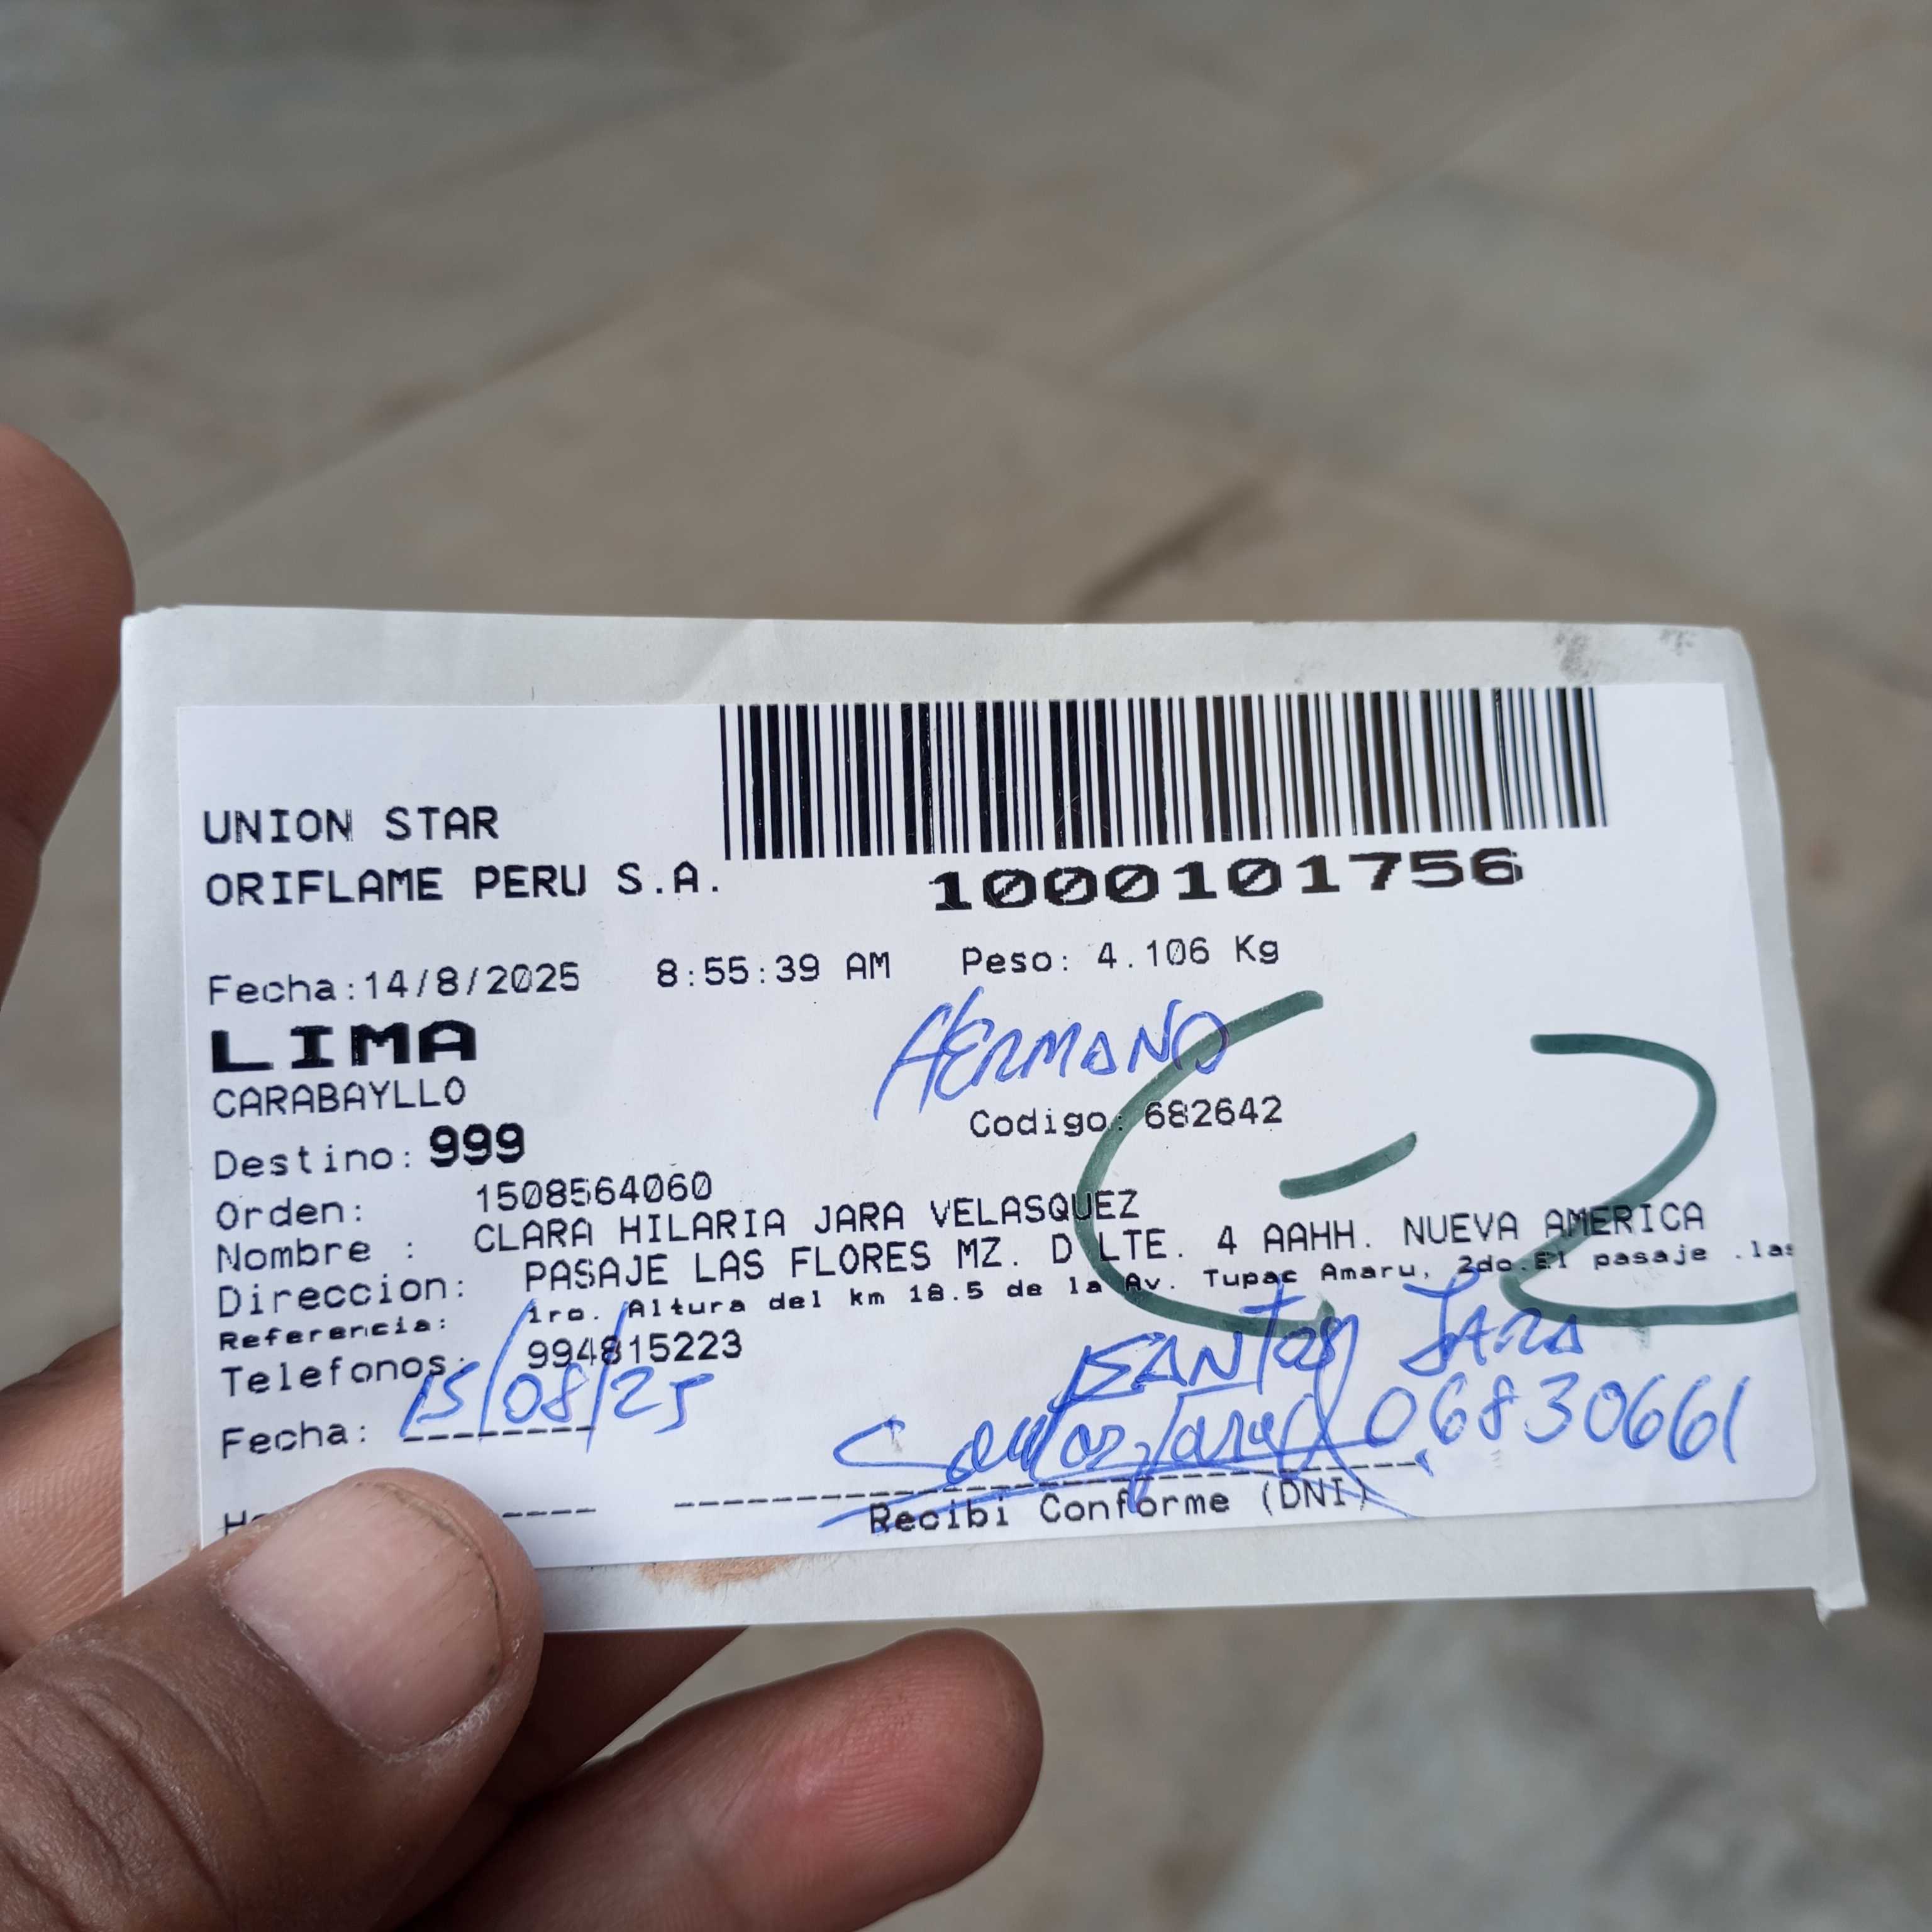 UNION STAR
ORIFLAME PERU S.A.
1000101756
Fecha:14/8/2025 8:55:39 AM Peso: 4.106 Kg
LIMA
HERMANO
CARABAYLLO
Codigo: 682642
Destino: 999
C-2
Orden: 1508564060
Nombre : CLARA HILARIA JARA VELASQUEZ
Direccion: PASAJE LAS FLORES MZ. D LTE. 4 AAHH. NUEVA AMERICA
Referencia: 1ro. Altura del km 18.5 de la Av. Tupac Amaru, 2do.El pasaje .las
Telefonos: 994815223
SANTOS JARA
Fecha: 15/08/25
06830661
Recibi Conforme (DNI)